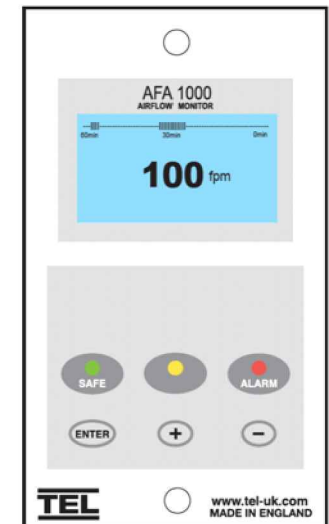 AFA 1000
AIRFLOW MONITOR
60min 30min 0min
100 fpm
SAFE ALARM
ENTER + −
TEL www.tel-uk.com
MADE IN ENGLAND